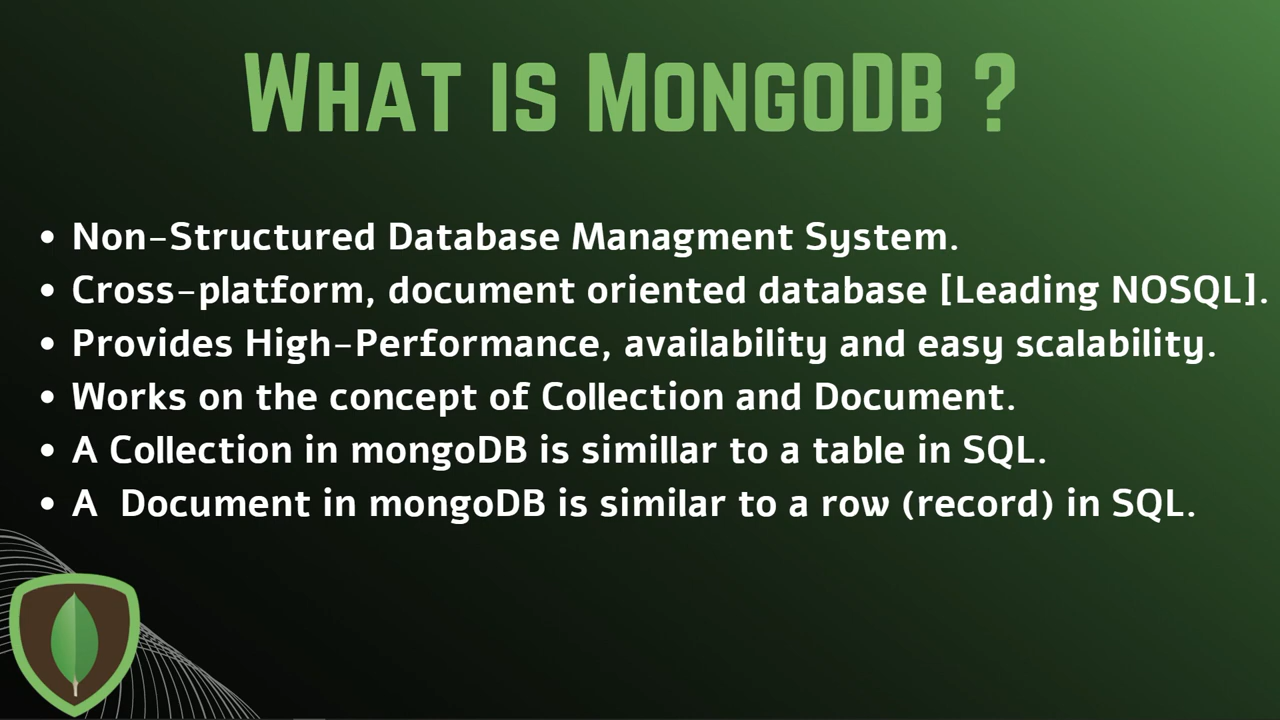 What is MongoDB ?
• Non-Structured Database Managment System.
• Cross-platform, document oriented database [Leading NOSQL].
• Provides High-Performance, availability and easy scalability.
• Works on the concept of Collection and Document.
• A Collection in mongoDB is simillar to a table in SQL.
• A  Document in mongoDB is similar to a row (record) in SQL.